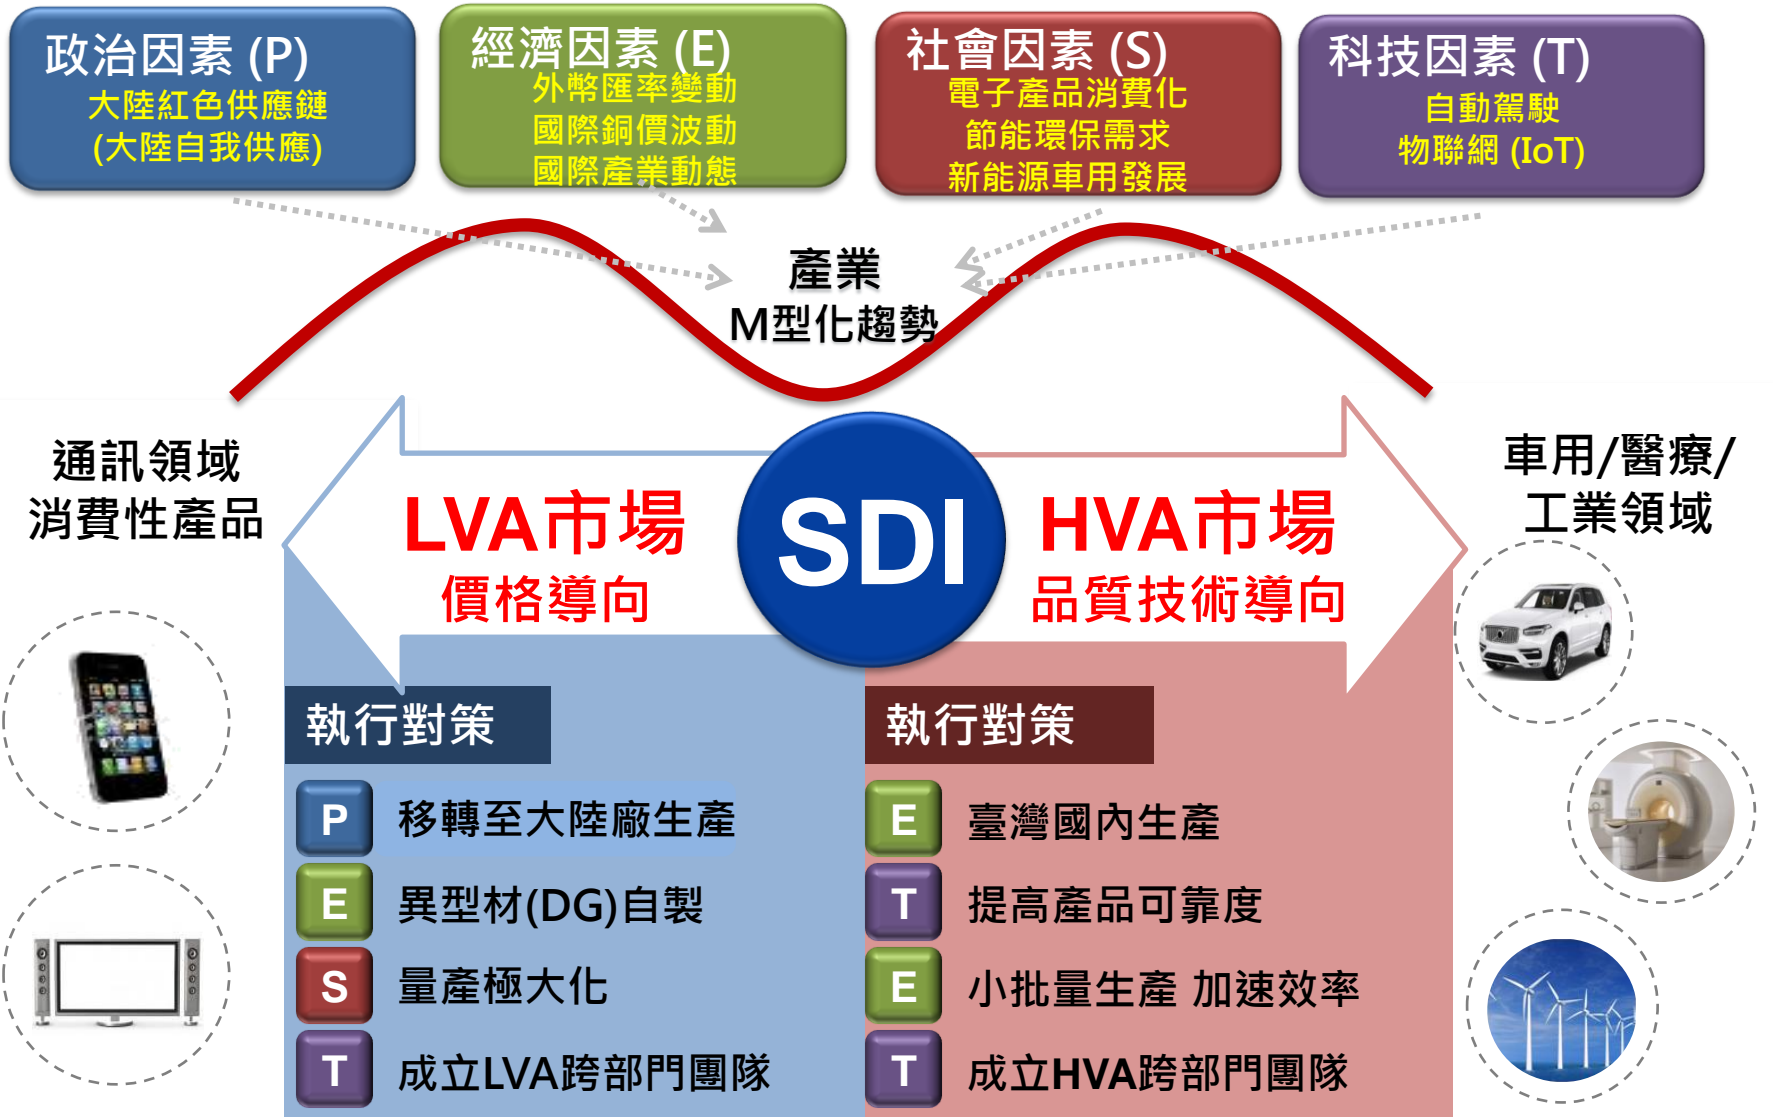 政治因素 (P)
大陸紅色供應鏈
(大陸自我供應)
經濟因素 (E)
外幣匯率變動
國際銅價波動
國際產業動態
社會因素 (S)
電子產品消費化
節能環保需求
新能源車用發展
科技因素 (T)
自動駕駛
物聯網 (IoT)
產業
M型化趨勢
通訊領域
消費性產品
LVA市場
價格導向
SDI
HVA市場
品質技術導向
車用/醫療/
工業領域
執行對策
P 移轉至大陸廠生產
E 異型材(DG)自製
S 量產極大化
T 成立LVA跨部門團隊
執行對策
E 臺灣國內生產
T 提高產品可靠度
E 小批量生產 加速效率
T 成立HVA跨部門團隊